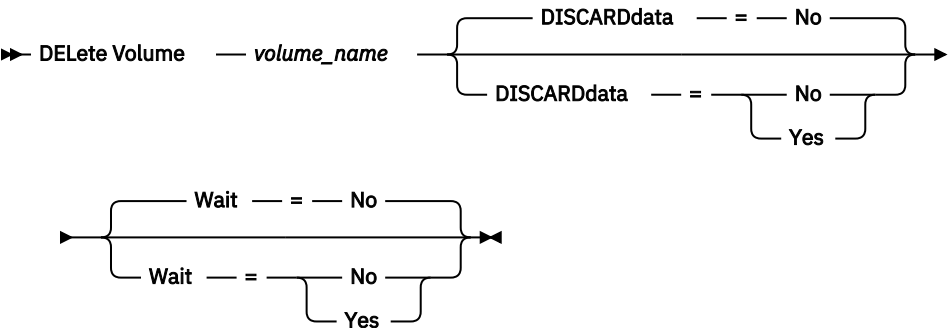 DISCARDdata = No
DELete Volume volume_name
DISCARDdata = No
Yes
Wait = No
Wait = No
Yes